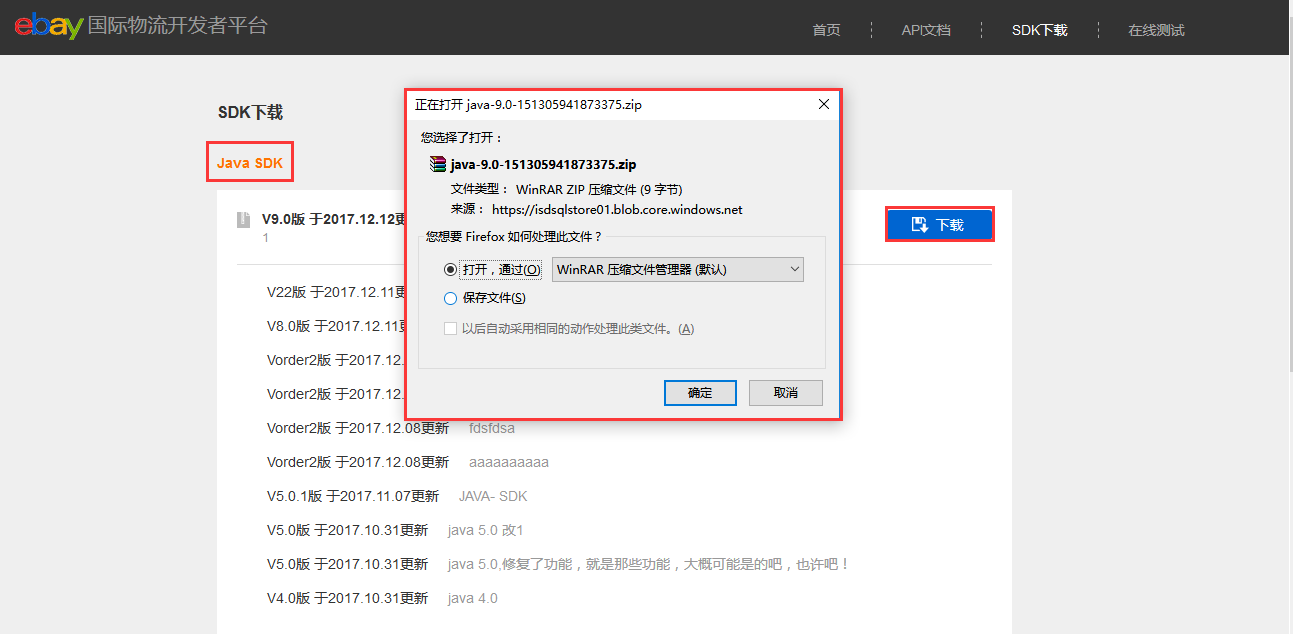 ebay 国际物流开发者平台
首页 API文档 SDK下载 在线测试
SDK下载
Java SDK
V9.0版 于2017.12.12更
1
下载
V22版 于2017.12.11更
V8.0版 于2017.12.11更
Vorder2版 于2017.12.
Vorder2版 于2017.12.
Vorder2版 于2017.12.08更新 fdsfdsa
Vorder2版 于2017.12.08更新 aaaaaaaaaa
V5.0.1版 于2017.11.07更新 JAVA- SDK
V5.0版 于2017.10.31更新 java 5.0 改1
V5.0版 于2017.10.31更新 java 5.0,修复了功能，就是那些功能，大概可能是的吧，也许吧！
V4.0版 于2017.10.31更新 java 4.0
正在打开 java-9.0-151305941873375.zip
您选择了打开：
java-9.0-151305941873375.zip
文件类型： WinRAR ZIP 压缩文件 (9 字节)
来源： https://isdsqlstore01.blob.core.windows.net
您想要 Firefox 如何处理此文件？
打开，通过(O) WinRAR 压缩文件管理器 (默认)
保存文件(S)
以后自动采用相同的动作处理此类文件。(A)
确定 取消